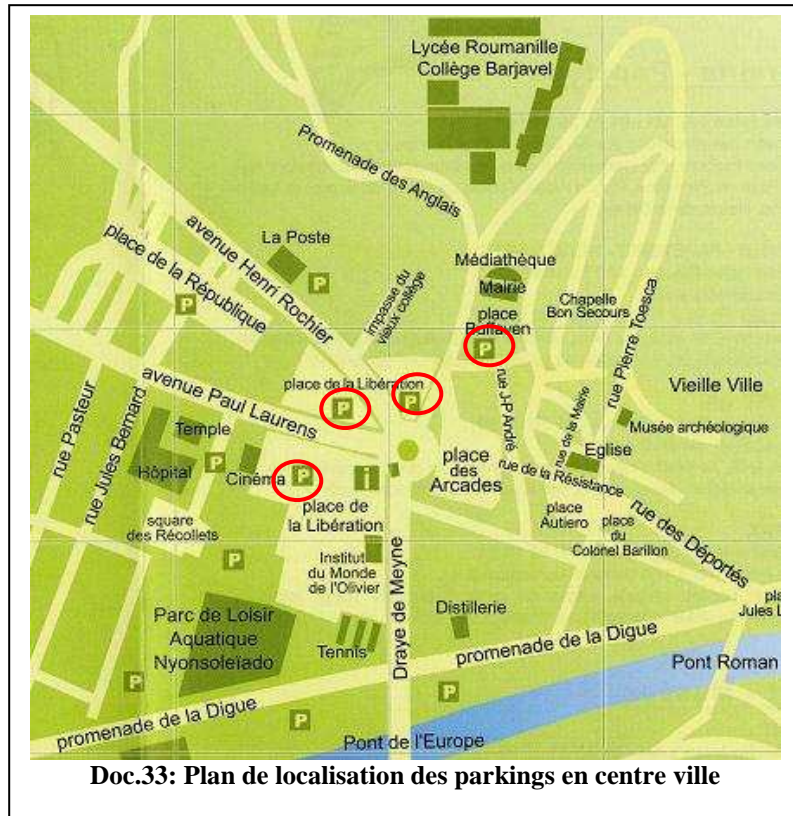 Lycée Roumanille
Collège Barjavel
Promenade des Anglais
La Poste
avenue Henri Rochier
place de la République
P
P
impasse du
vieux collège
Médiathèque
Mairie
place
Buffaven
P
Chapelle
Bon Secours
rue Pierre Toesca
Vieille Ville
Musée archéologique
place de la Libération
P
P
avenue Paul Laurens
rue Pasteur
rue Jules Bernard
Temple
Hôpital
P
Cinéma
P
i
place de
la Libération
place
des
Arcades
rue J-P André
rue de la Mairie
Eglise
rue de la Résistance
place
Autiero
place
du
Colonel Barillon
rue des Déportés
square
des Récollets
P
Institut
du Monde
de l'Olivier
Draye de Meyne
Parc de Loisir
Aquatique
Nyonsoleïado
Tennis
Distillerie
pla
Jules L
promenade de la Digue
Pont Roman
P
P
P
promenade de la Digue
Pont de l'Europe
Doc.33: Plan de localisation des parkings en centre ville